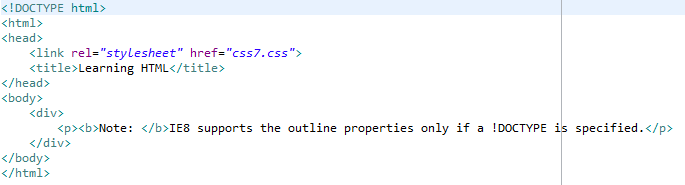 <!DOCTYPE html>
<html>
<head>
    <link rel="stylesheet" href="css7.css">
    <title>Learning HTML</title>
</head>
<body>
    <div>
        <p><b>Note: </b>IE8 supports the outline properties only if a !DOCTYPE is specified.</p>
    </div>
</body>
</html>